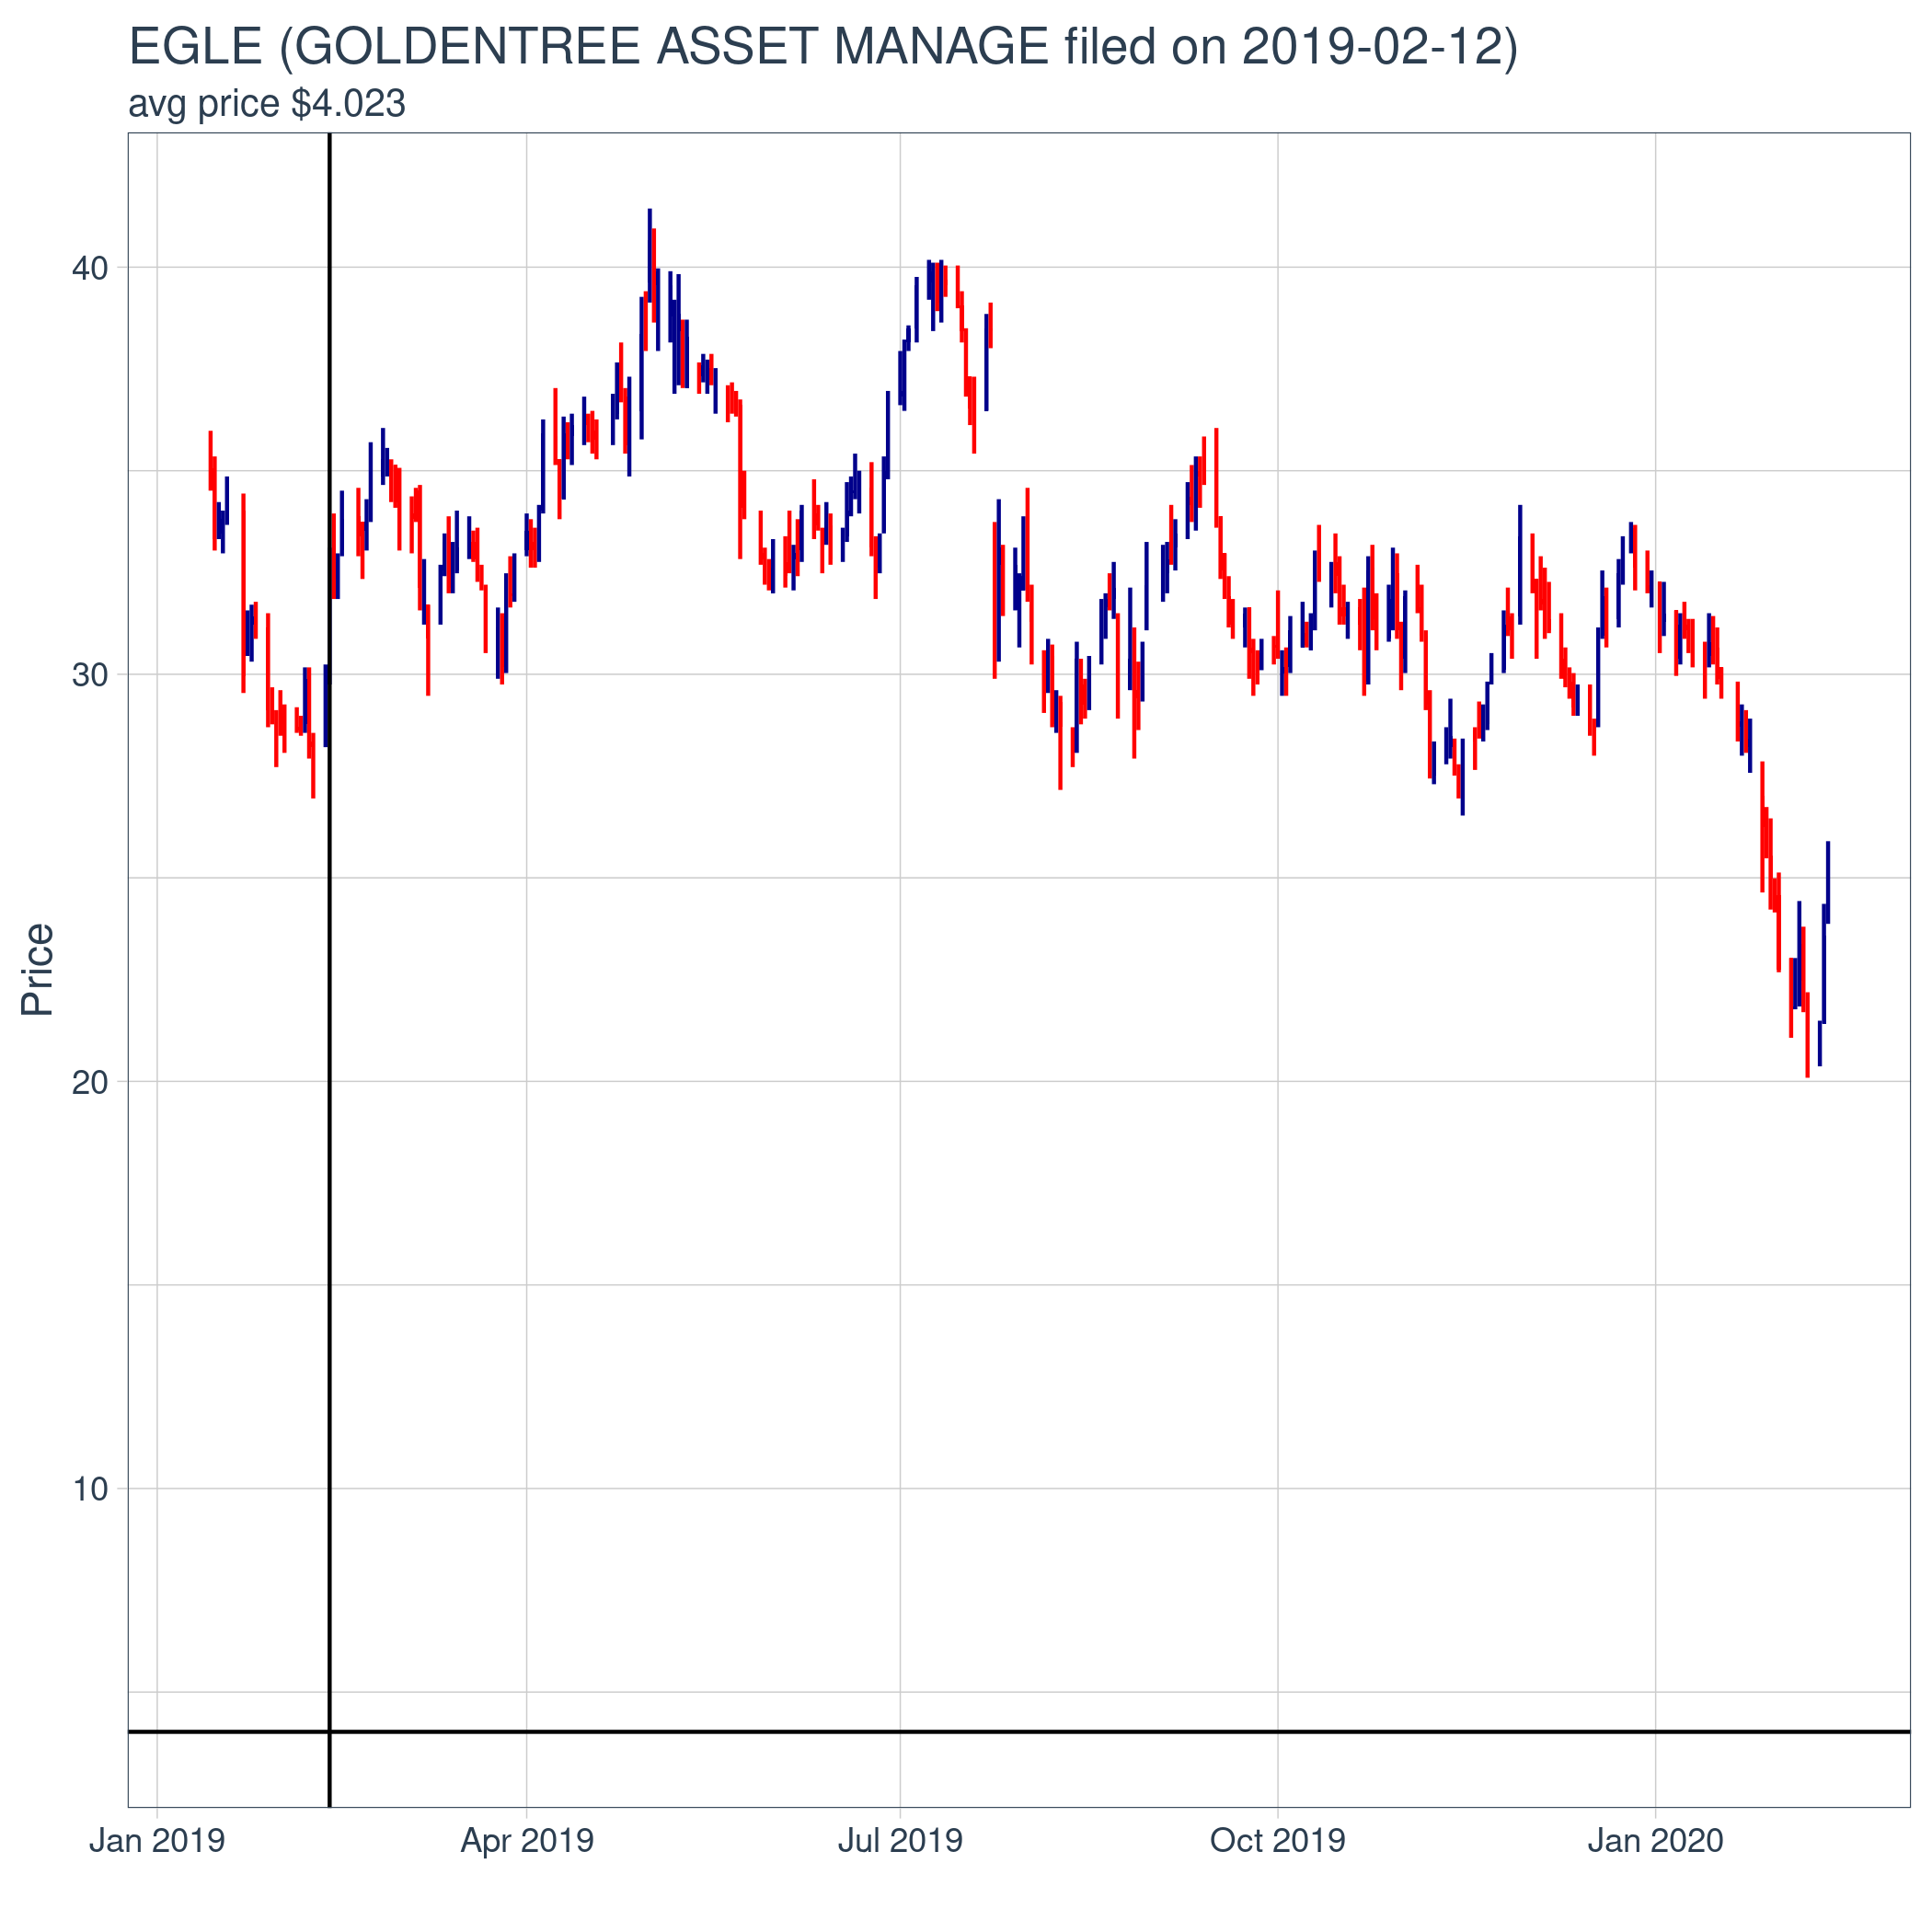 EGLE (GOLDENTREE ASSET MANAGE filed on 2019-02-12)
avg price $4.023
40
30
20
10
Price
Jan 2019 Apr 2019 Jul 2019 Oct 2019 Jan 2020